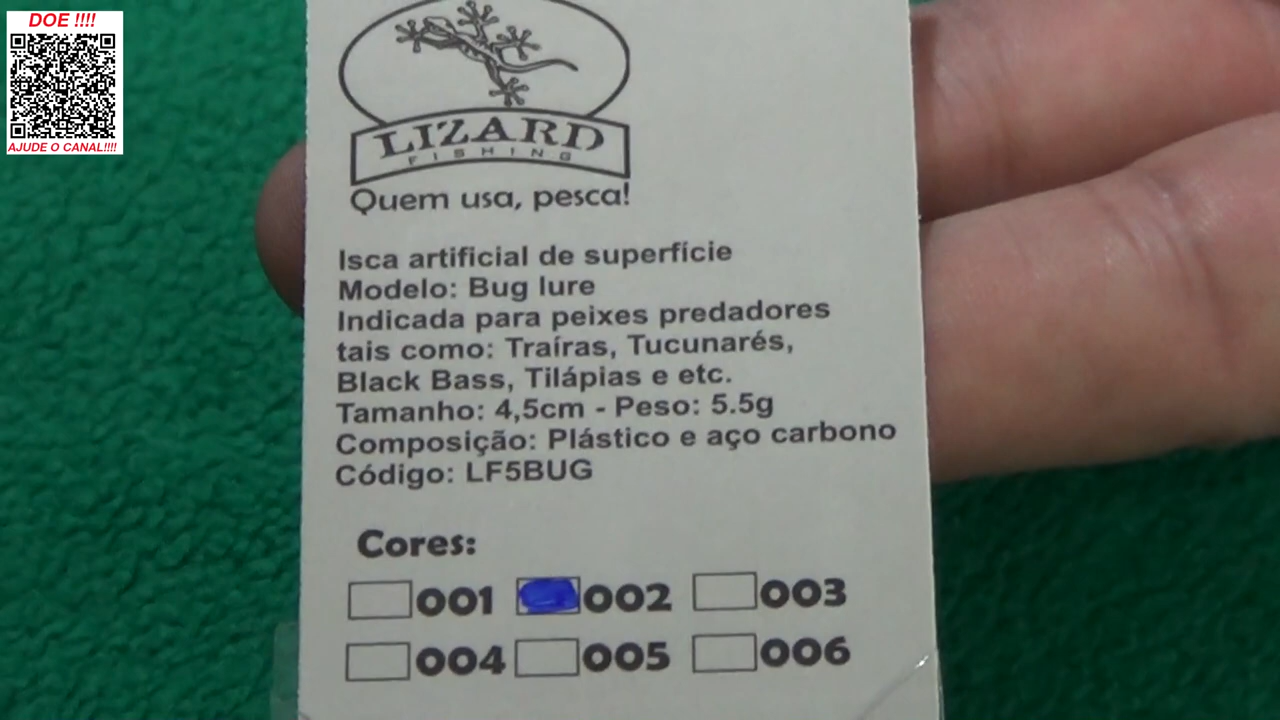 DOE !!!!
AJUDE O CANAL!!!!
LIZARD
FISHING
Quem usa, pesca!
Isca artificial de superfície
Modelo: Bug lure
Indicada para peixes predadores
tais como: Traíras, Tucunarés,
Black Bass, Tilápias e etc.
Tamanho: 4,5cm - Peso: 5.5g
Composição: Plástico e aço carbono
Código: LF5BUG
Cores:
001 002 003
004 005 006